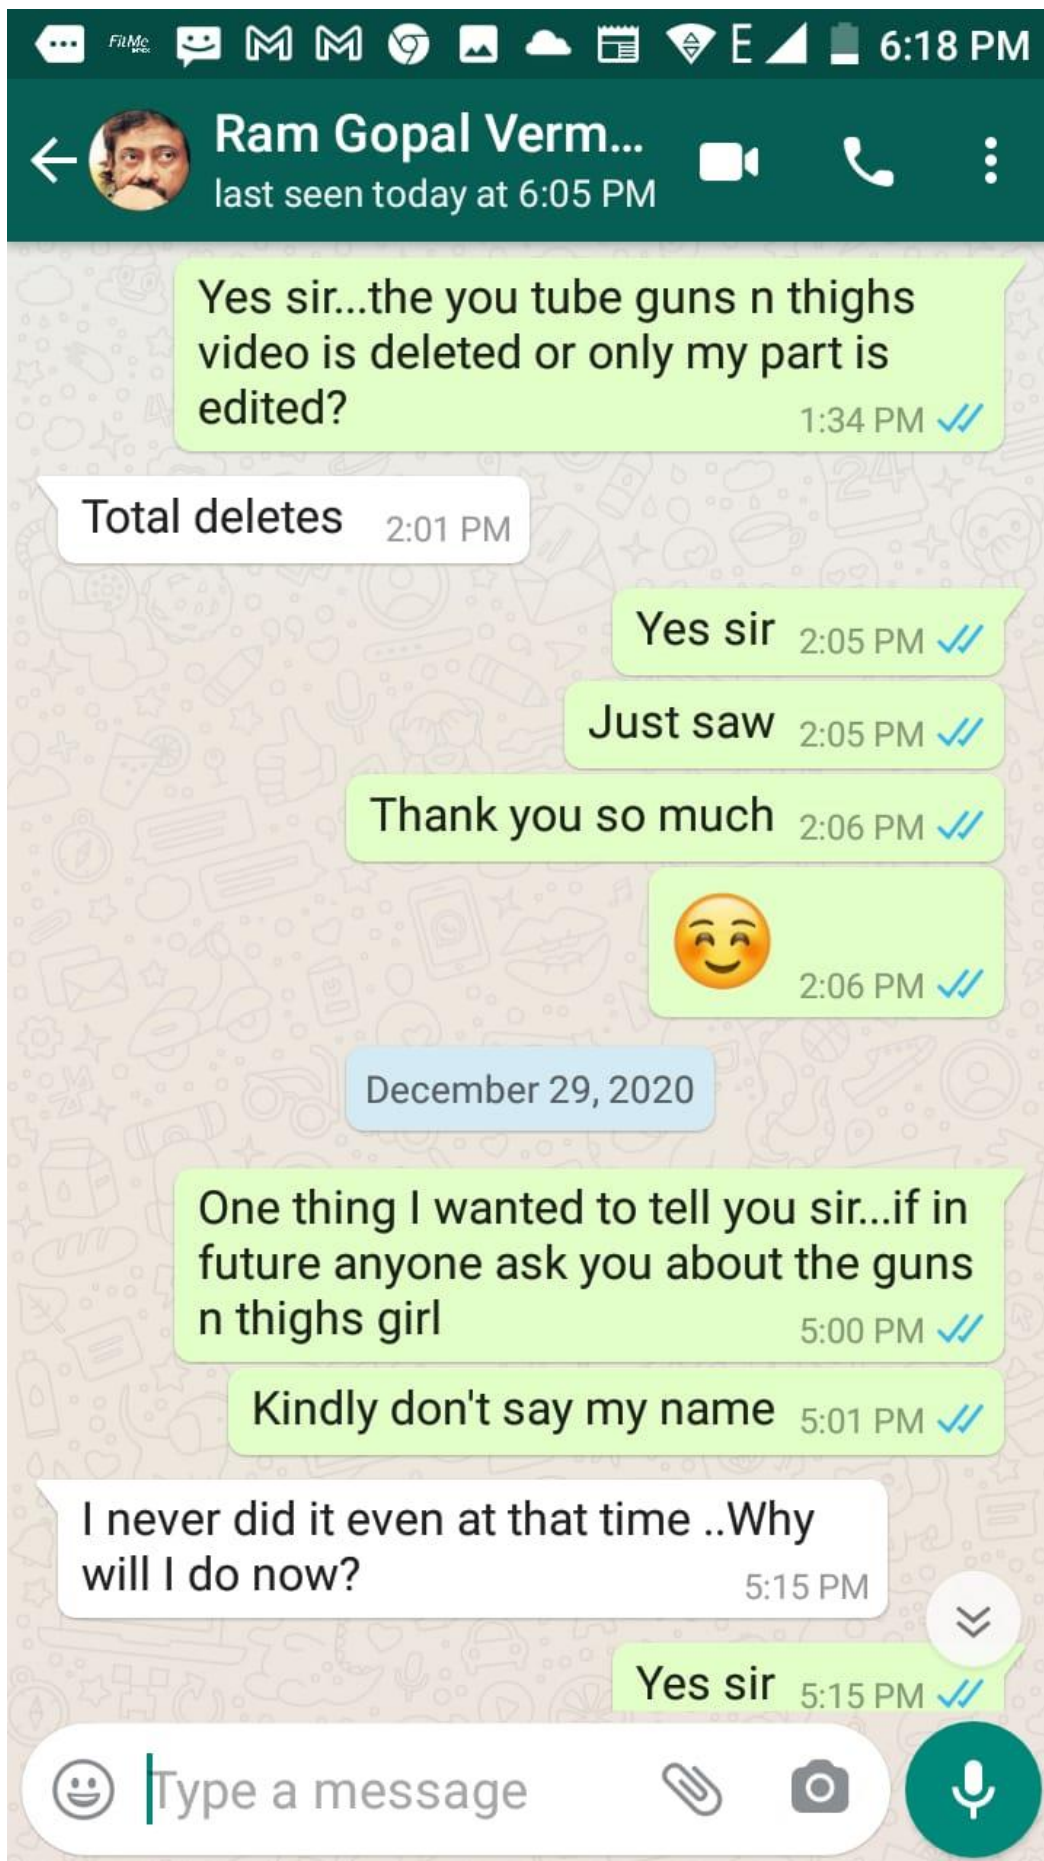 FitMe
E
6:18 PM
Ram Gopal Verm...
last seen today at 6:05 PM
Yes sir...the you tube guns n thighs
video is deleted or only my part is
edited?
1:34 PM
Total deletes 2:01 PM
Yes sir 2:05 PM
Just saw 2:05 PM
Thank you so much 2:06 PM
2:06 PM
December 29, 2020
One thing I wanted to tell you sir...if in
future anyone ask you about the guns
n thighs girl 5:00 PM
Kindly don't say my name 5:01 PM
I never did it even at that time ..Why
will I do now? 5:15 PM
Yes sir 5:15 PM
Type a message